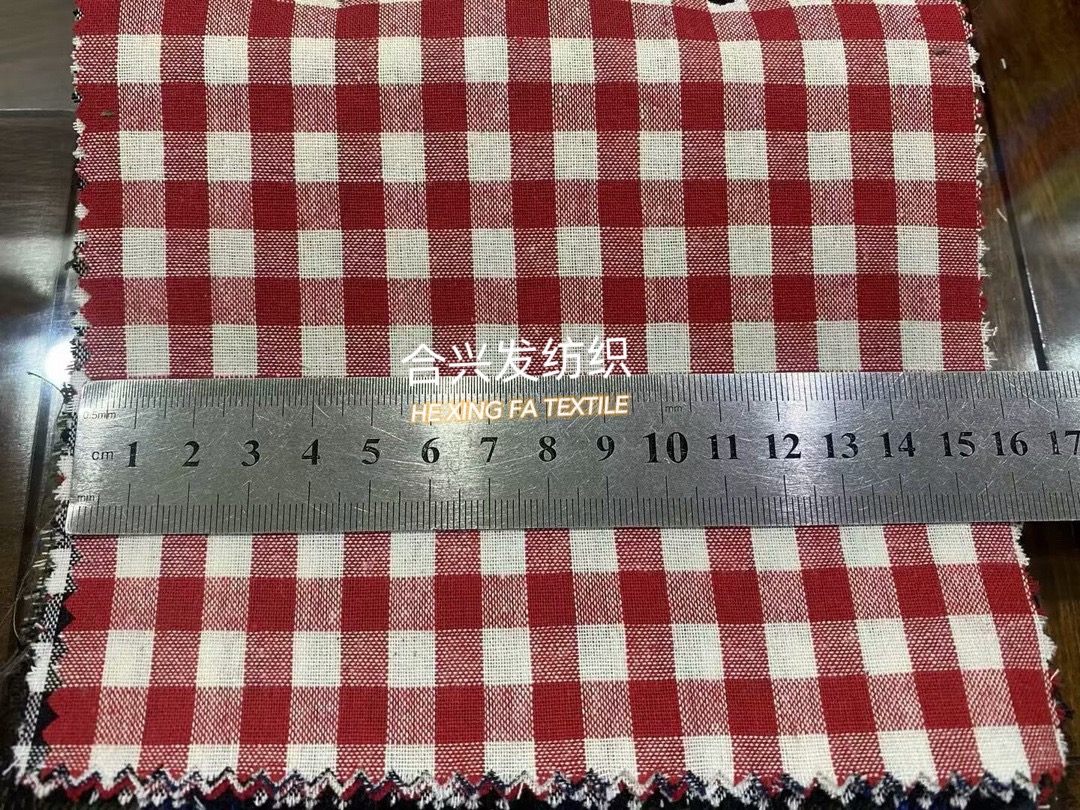 合兴发纺织
HE XING FA TEXTILE
0.5mm
mm
cm 1 2 3 4 5 6 7 8 9 10 11 12 13 14 15 16 17
mm